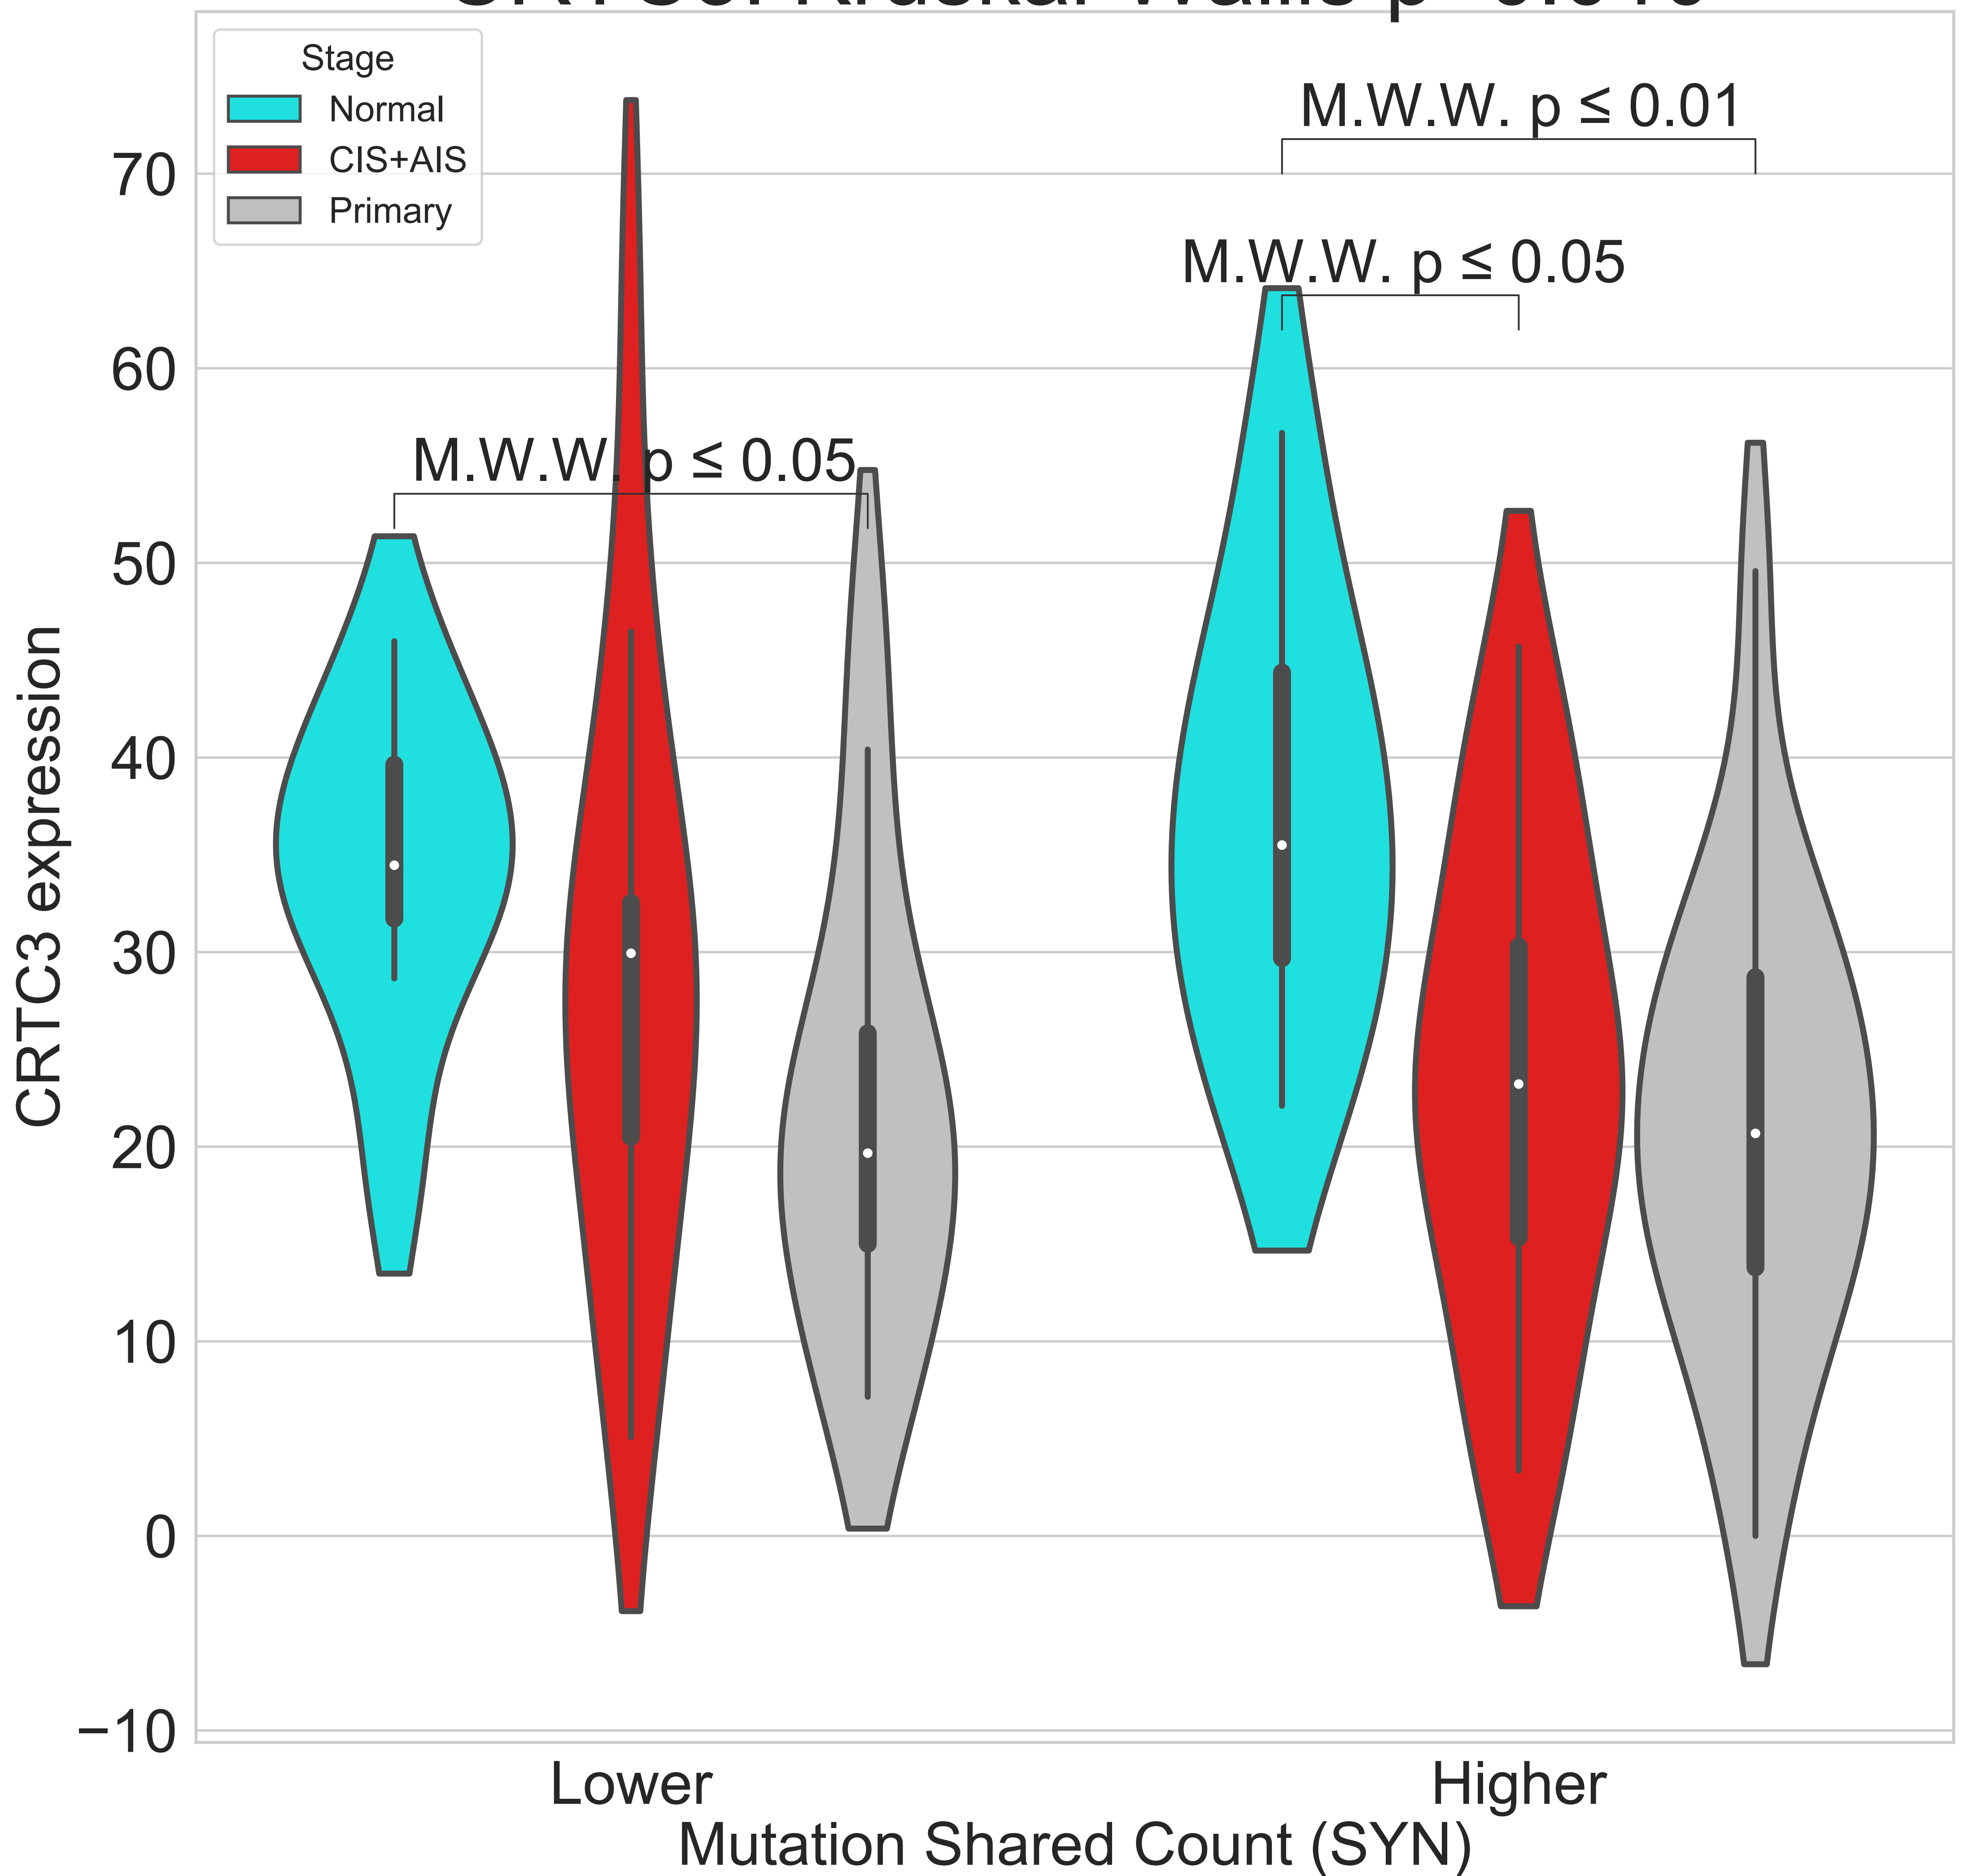 Stage
Normal
CIS+AIS
Primary
M.W.W. p ≤ 0.01
M.W.W. p ≤ 0.05
M.W.W. p ≤ 0.05
70
60
50
40
30
20
10
0
−10
CRTC3 expression
Lower
Higher
Mutation Shared Count (SYN)